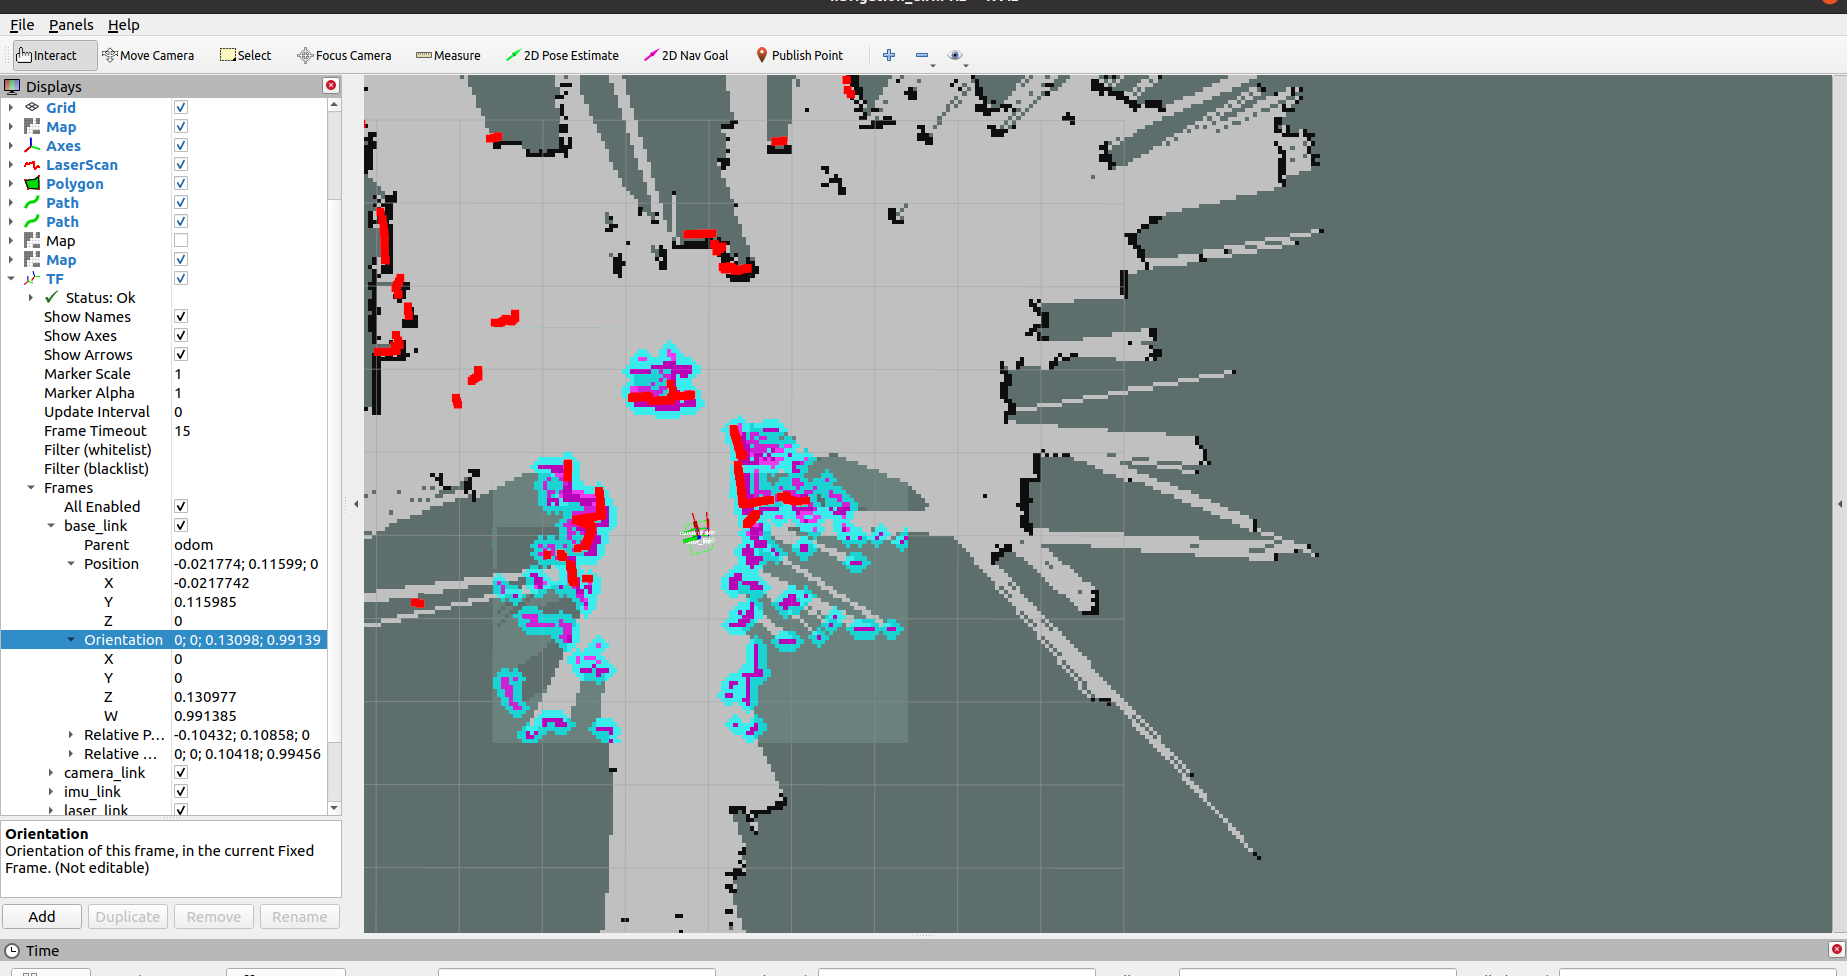 File Panels Help
Interact Move Camera Select Focus Camera Measure 2D Pose Estimate 2D Nav Goal Publish Point
Displays
Grid
Map
Axes
LaserScan
Polygon
Path
Path
Map
Map
TF
Status: Ok
Show Names
Show Axes
Show Arrows
Marker Scale 1
Marker Alpha 1
Update Interval 0
Frame Timeout 15
Filter (whitelist)
Filter (blacklist)
Frames
All Enabled
base_link
Parent odom
Position -0.021774; 0.11599; 0
X -0.0217742
Y 0.115985
Z 0
Orientation 0; 0; 0.13098; 0.99139
X 0
Y 0
Z 0.130977
W 0.991385
Relative P... -0.10432; 0.10858; 0
Relative ... 0; 0; 0.10418; 0.99456
camera_link
imu_link
laser_link
Orientation
Orientation of this frame, in the current Fixed
Frame. (Not editable)
Add Duplicate Remove Rename
Time